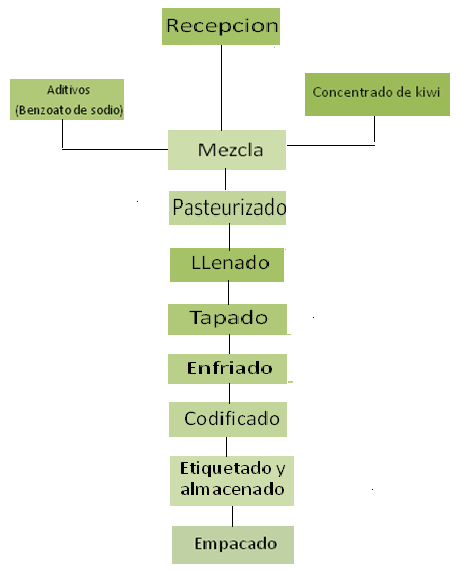 Recepcion
Aditivos
(Benzoato de sodio)
Concentrado de kiwi
Mezcla
Pasteurizado
LLenado
Tapado
Enfriado
Codificado
Etiquetado y
almacenado
Empacado